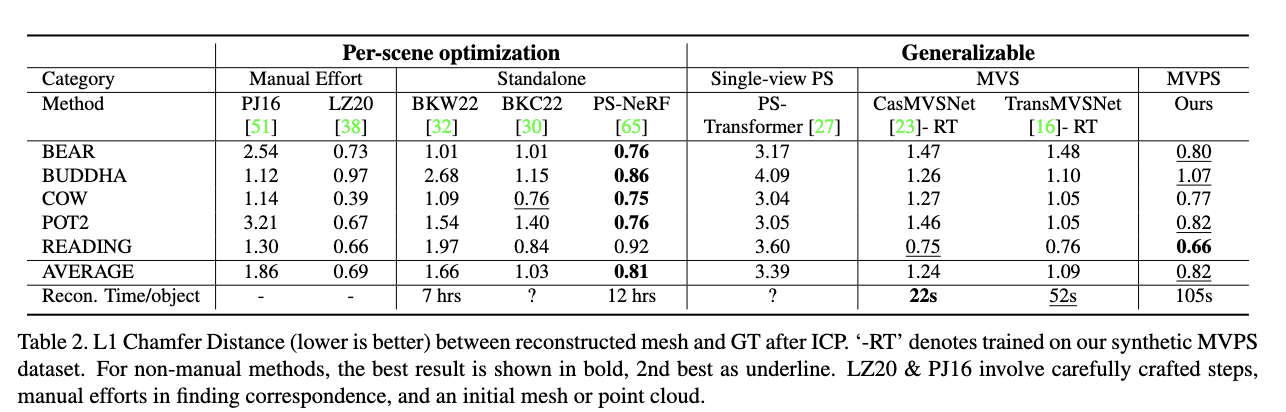 Per-scene optimization Generalizable
Category Manual Effort Standalone Single-view PS MVS MVPS
Method PJ16 LZ20 BKW22 BKC22 PS-NeRF PS- CasMVSNet TransMVSNet Ours
[51] [38] [32] [30] [65] Transformer [27] [23]- RT [16]- RT
BEAR 2.54 0.73 1.01 1.01 0.76 3.17 1.47 1.48 0.80
BUDDHA 1.12 0.97 2.68 1.15 0.86 4.09 1.26 1.10 1.07
COW 1.14 0.39 1.09 0.76 0.75 3.04 1.27 1.05 0.77
POT2 3.21 0.67 1.54 1.40 0.76 3.05 1.46 1.05 0.82
READING 1.30 0.66 1.97 0.84 0.92 3.60 0.75 0.76 0.66
AVERAGE 1.86 0.69 1.66 1.03 0.81 3.39 1.24 1.09 0.82
Recon. Time/object - - 7 hrs ? 12 hrs ? 22s 52s 105s
Table 2. L1 Chamfer Distance (lower is better) between reconstructed mesh and GT after ICP. ‘-RT’ denotes trained on our synthetic MVPS
dataset. For non-manual methods, the best result is shown in bold, 2nd best as underline. LZ20 & PJ16 involve carefully crafted steps,
manual efforts in finding correspondence, and an initial mesh or point cloud.